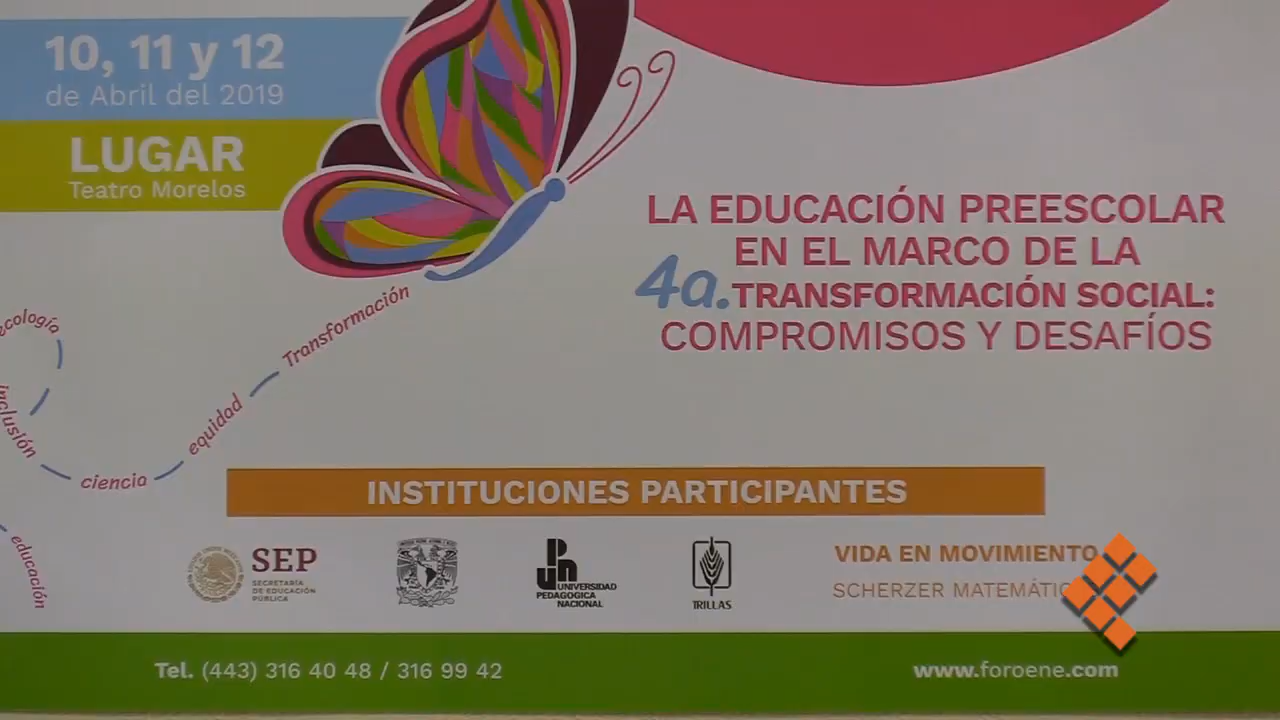 10, 11 y 12
de Abril del 2019
LUGAR
Teatro Morelos
LA EDUCACIÓN PREESCOLAR
EN EL MARCO DE LA
4a. TRANSFORMACIÓN SOCIAL:
COMPROMISOS Y DESAFÍOS
Transformación
equidad
ciencia
inclusión
ecología
educación
INSTITUCIONES PARTICIPANTES
SEP
SECRETARÍA
DE EDUCACIÓN
PÚBLICA
UNIVERSIDAD
PEDAGOGICA
NACIONAL
TRILLAS
VIDA EN MOVIMIENTO
SCHERZER
Tel. (443) 316 40 48 / 316 99 42
www.foroene.com